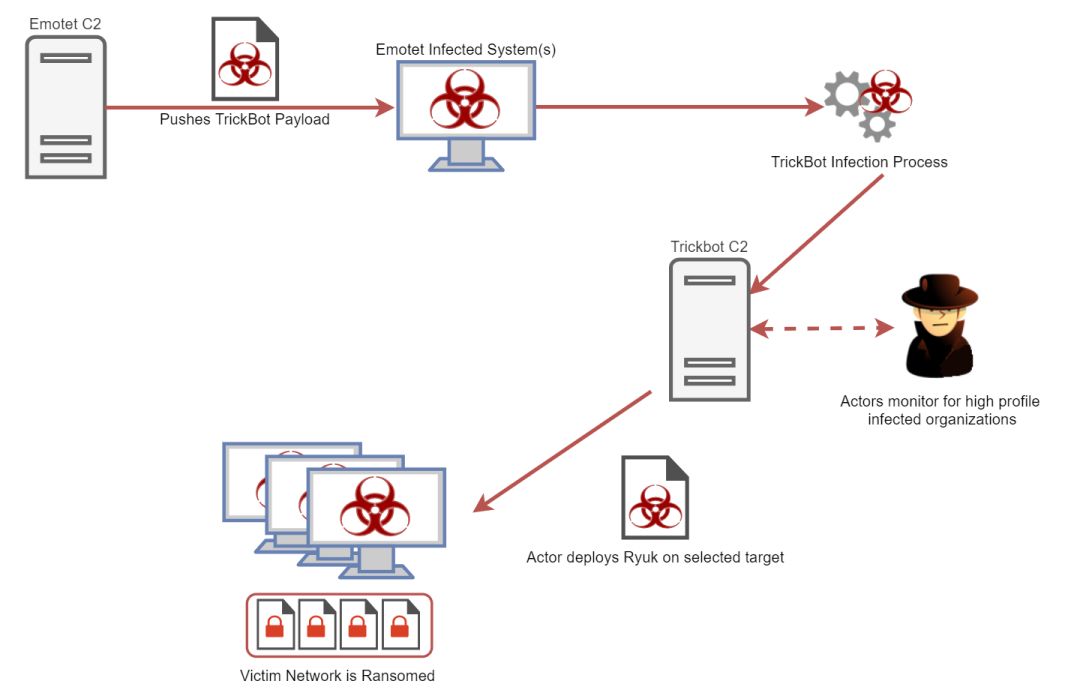 Emotet C2
Pushes TrickBot Payload
Emotet Infected System(s)
TrickBot Infection Process
Trickbot C2
Actors monitor for high profile
infected organizations
Actor deploys Ryuk on selected target
Victim Network is Ransomed